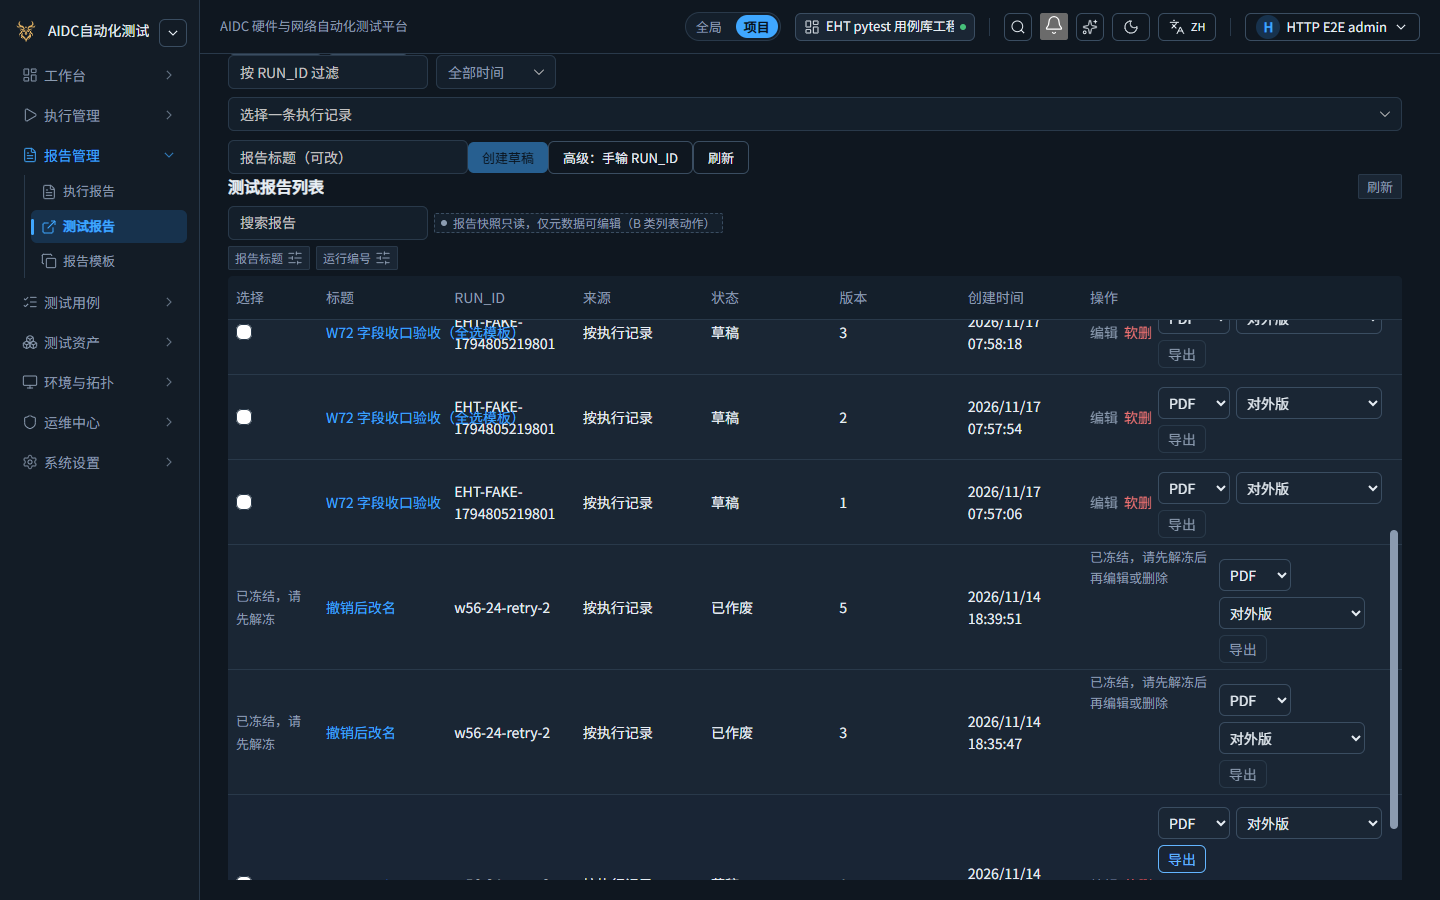 AIDC自动化测试
AIDC 硬件与网络自动化测试平台
全局
项目
EHT pytest 用例库工程
ZH
H
HTTP E2E admin
工作台
执行管理
报告管理
执行报告
测试报告
报告模板
测试用例
测试资产
环境与拓扑
运维中心
系统设置
按 RUN_ID 过滤
全部时间
选择一条执行记录
报告标题（可改）
创建草稿
高级：手输 RUN_ID
刷新
测试报告列表
刷新
搜索报告
报告快照只读，仅元数据可编辑（B 类列表动作）
报告标题
运行编号
选择 标题 RUN_ID 来源 状态 版本 创建时间 操作
W72 字段收口验收（全选模板）
EHT-FAKE-
1794805219801
按执行记录
草稿
3
2026/11/17
07:58:18
编辑 软删
PDF
对外版
导出
W72 字段收口验收（全选模板）
EHT-FAKE-
1794805219801
按执行记录
草稿
2
2026/11/17
07:57:54
编辑 软删
PDF
对外版
导出
W72 字段收口验收
EHT-FAKE-
1794805219801
按执行记录
草稿
1
2026/11/17
07:57:06
编辑 软删
PDF
对外版
导出
已冻结，请
先解冻
撤销后改名
w56-24-retry-2
按执行记录
已作废
5
2026/11/14
18:39:51
已冻结，请先解冻后
再编辑或删除
PDF
对外版
导出
已冻结，请
先解冻
撤销后改名
w56-24-retry-2
按执行记录
已作废
3
2026/11/14
18:35:47
已冻结，请先解冻后
再编辑或删除
PDF
对外版
导出
2026/11/14
PDF
对外版
导出